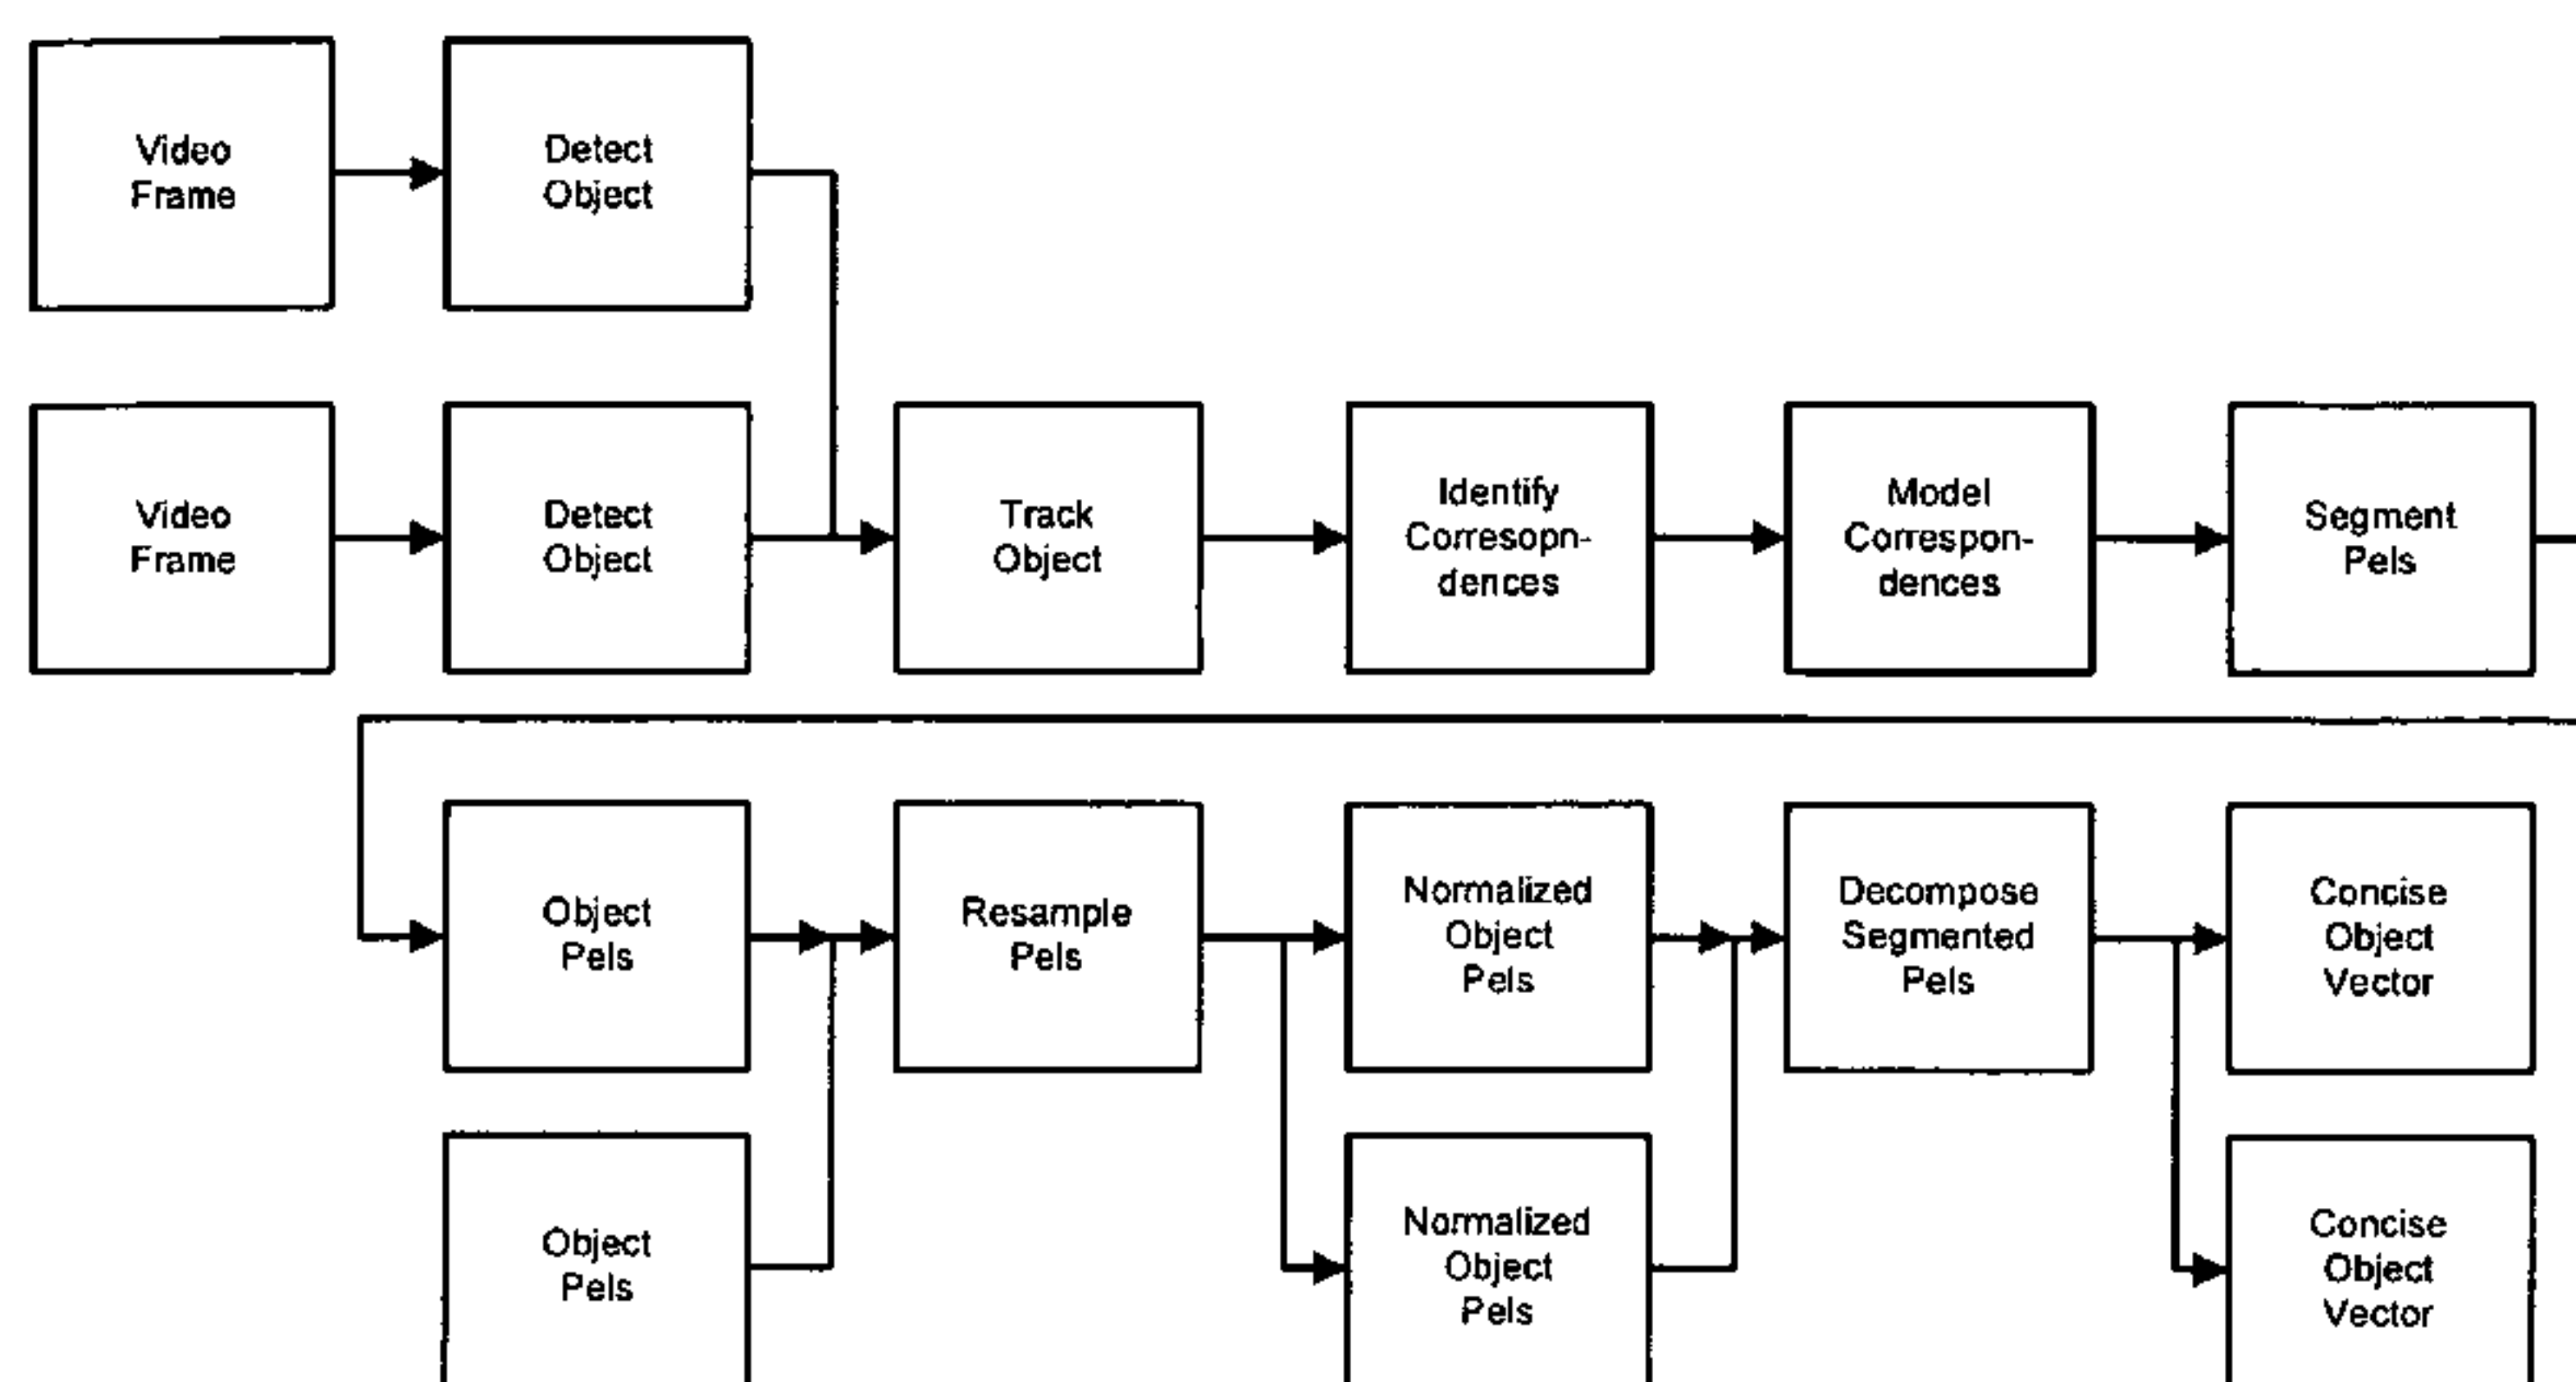 Video
Frame
Detect
Object
Video
Frame
Detect
Object
Track
Object
Identify
Corresopn-
dences
Model
Correspon-
dences
Segment
Pels
Object
Pels
Resample
Pels
Normalized
Object
Pels
Decompose
Segmented
Pels
Concise
Object
Vector
Object
Pels
Normalized
Object
Pels
Concise
Object
Vector